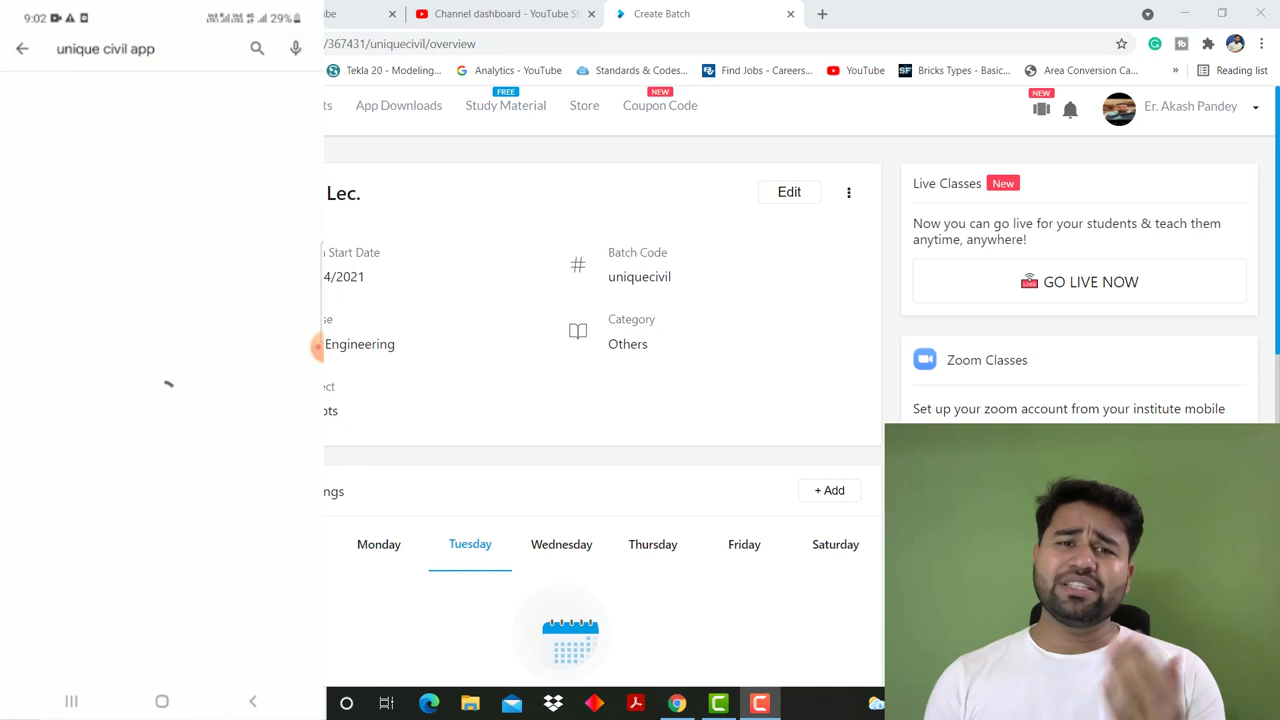 9:02
29%
unique civil app
be
Channel dashboard - YouTube St
Create Batch
/367431/uniquecivil/overview
Tekla 20 - Modeling...
Analytics - YouTube
Standards & Codes...
Find Jobs - Careers...
YouTube
Bricks Types - Basic...
Area Conversion Ca...
»
Reading list
ts
App Downloads
FREE
Study Material
Store
NEW
Coupon Code
NEW
Er. Akash Pandey
Lec.
Edit
Start Date
4/2021
Batch Code
uniquecivil
se
Engineering
Category
Others
ect
pts
Live Classes New
Now you can go live for your students & teach them
anytime, anywhere!
LIVE GO LIVE NOW
Zoom Classes
Set up your zoom account from your institute mobile
ngs
+ Add
Monday
Tuesday
Wednesday
Thursday
Friday
Saturday